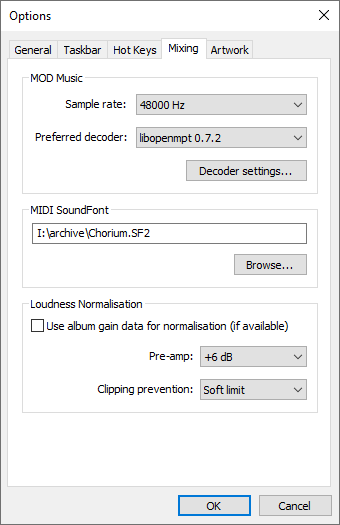 Options
General Taskbar Hot Keys Mixing Artwork
MOD Music
Sample rate: 48000 Hz
Preferred decoder: libopenmpt 0.7.2
Decoder settings...
MIDI SoundFont
I:\archive\Chorium.SF2
Browse...
Loudness Normalisation
Use album gain data for normalisation (if available)
Pre-amp: +6 dB
Clipping prevention: Soft limit
OK Cancel